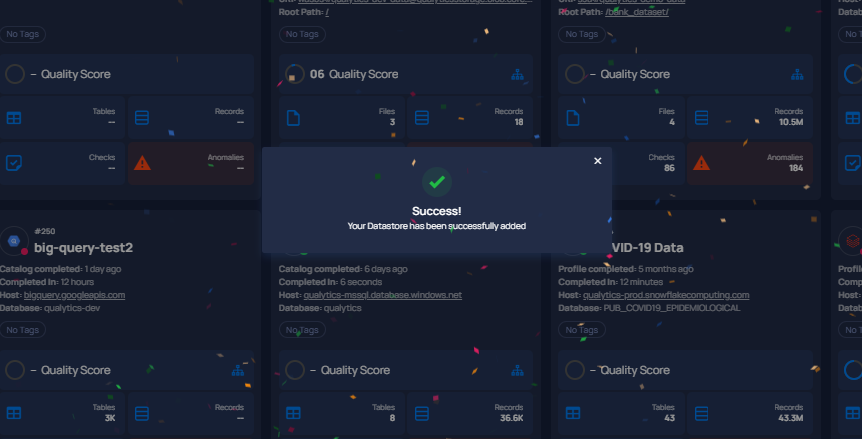 Root Path: /
Root Path: /bank_dataset/
No Tags
No Tags
No Tags
– Quality Score
06 Quality Score
– Quality Score
Tables
--
Records
--
Files
3
Records
18
Files
4
Records
10.5M
Checks
--
Anomalies
--
Checks
86
Anomalies
184
Success!
Your Datastore has been successfully added
#250
big-query-test2
Catalog completed: 1 day ago
Completed In: 12 hours
Host: bigquery.googleapis.com
Database: qualytics-dev
No Tags
Catalog completed: 6 days ago
Completed In: 6 seconds
Host: qualytics-mssql.database.windows.net
Database: qualytics
No Tags
VID-19 Data
Profile completed: 5 months ago
Completed In: 12 minutes
Host: qualytics-prod.snowflakecomputing.com
Database: PUB_COVID19_EPIDEMIOLOGICAL
No Tags
Host:
No
– Quality Score
– Quality Score
– Quality Score
Tables
3K
Records
--
Tables
8
Records
36.6K
Tables
43
Records
43.3M